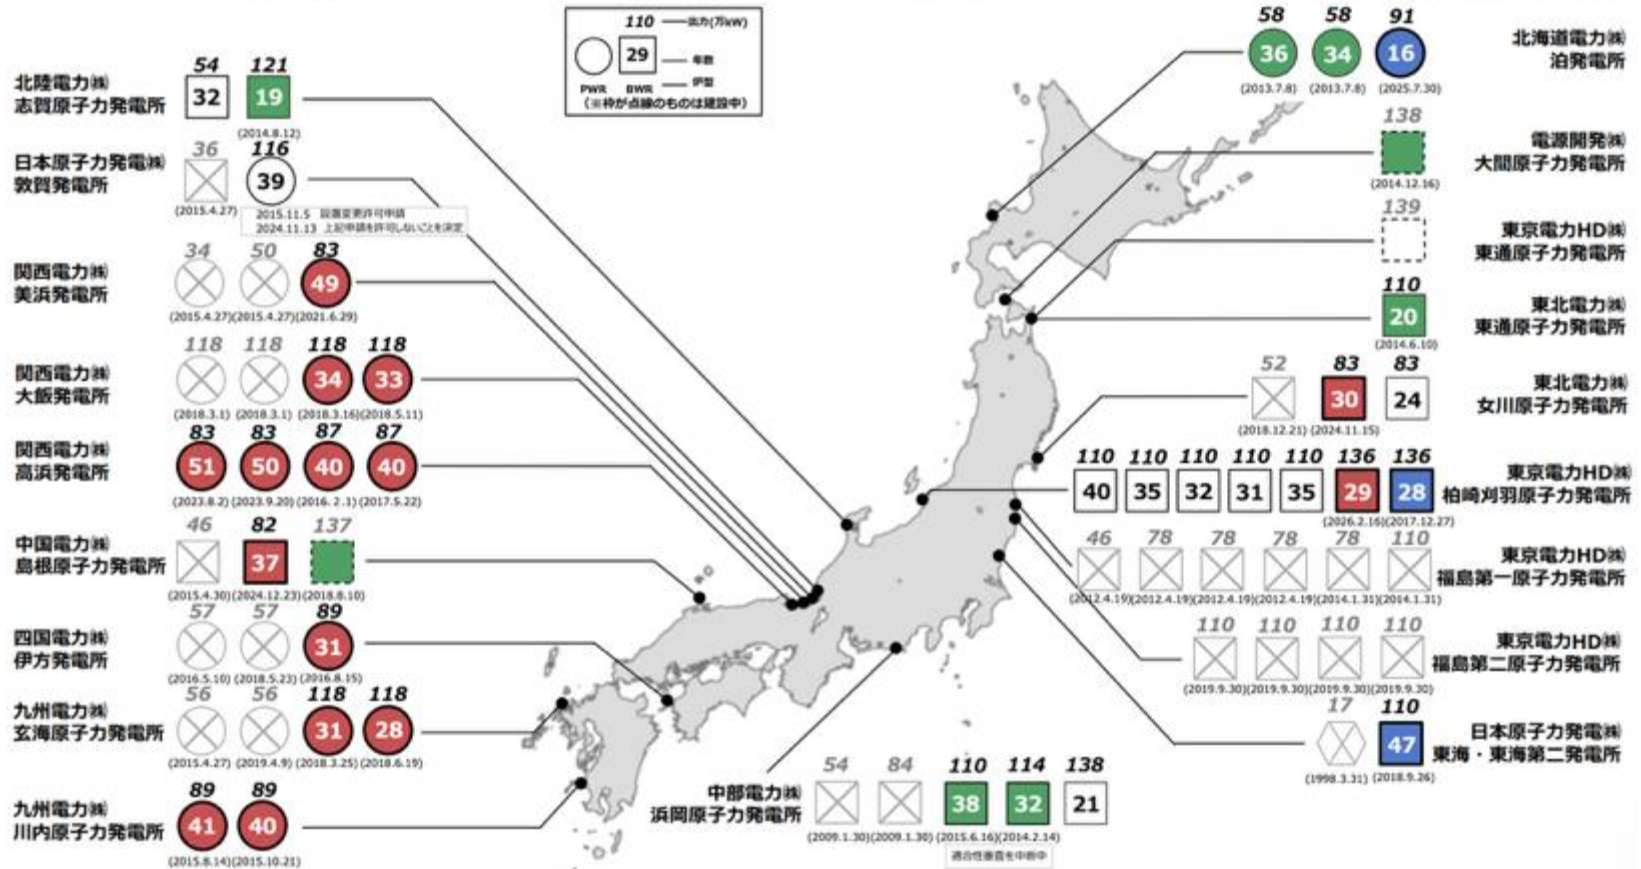 110 出力(万kW)
29 年数
炉型
PWR BWR
(※枠が点線のものは建設中)
北陸電力㈱
志賀原子力発電所
54 121
32 19
(2014.8.12)
日本原子力発電㈱
敦賀発電所
36 116
39
(2015.4.27)
2015.11.5 設置変更許可申請
2024.11.13 上記申請を許可しないことを決定
関西電力㈱
美浜発電所
34 50 83
49
(2015.4.27)(2015.4.27)(2021.6.29)
関西電力㈱
大飯発電所
118 118 118 118
34 33
(2018.3.1) (2018.3.1) (2018.3.16)(2018.5.11)
関西電力㈱
高浜発電所
83 83 87 87
51 50 40 40
(2023.8.2) (2023.9.20) (2016.2.1) (2017.5.22)
中国電力㈱
島根原子力発電所
46 82 137
37
(2015.4.30)(2024.12.23)(2018.8.10)
四国電力㈱
伊方発電所
57 57 89
31
(2016.5.10) (2018.5.23) (2016.8.15)
九州電力㈱
玄海原子力発電所
56 56 118 118
31 28
(2015.4.27) (2019.4.9) (2018.3.25) (2018.6.19)
九州電力㈱
川内原子力発電所
89 89
41 40
(2015.8.14)(2015.10.21)
58 58 91
36 34 16
(2013.7.8) (2013.7.8) (2025.7.30)
北海道電力㈱
泊発電所
138
(2014.12.16)
電源開発㈱
大間原子力発電所
139
東京電力HD㈱
東通原子力発電所
110
20
(2014.6.10)
東北電力㈱
東通原子力発電所
52 83 83
30 24
(2018.12.21) (2024.11.15)
東北電力㈱
女川原子力発電所
110 110 110 110 110 136 136
40 35 32 31 35 29 28
(2026.2.16)(2017.12.27)
東京電力HD㈱
柏崎刈羽原子力発電所
46 78 78 78 78 110
(2012.4.19)(2012.4.19)(2012.4.19)(2012.4.19)(2014.1.31)(2014.1.31)
東京電力HD㈱
福島第一原子力発電所
110 110 110 110
(2019.9.30)(2019.9.30)(2019.9.30)(2019.9.30)
東京電力HD㈱
福島第二原子力発電所
17 110
47
(1998.3.31) (2018.9.26)
日本原子力発電㈱
東海・東海第二発電所
中部電力㈱
浜岡原子力発電所
54 84 110 114 138
38 32 21
(2009.1.30) (2009.1.30) (2015.6.16)(2014.2.14)
適合性審査を中断中